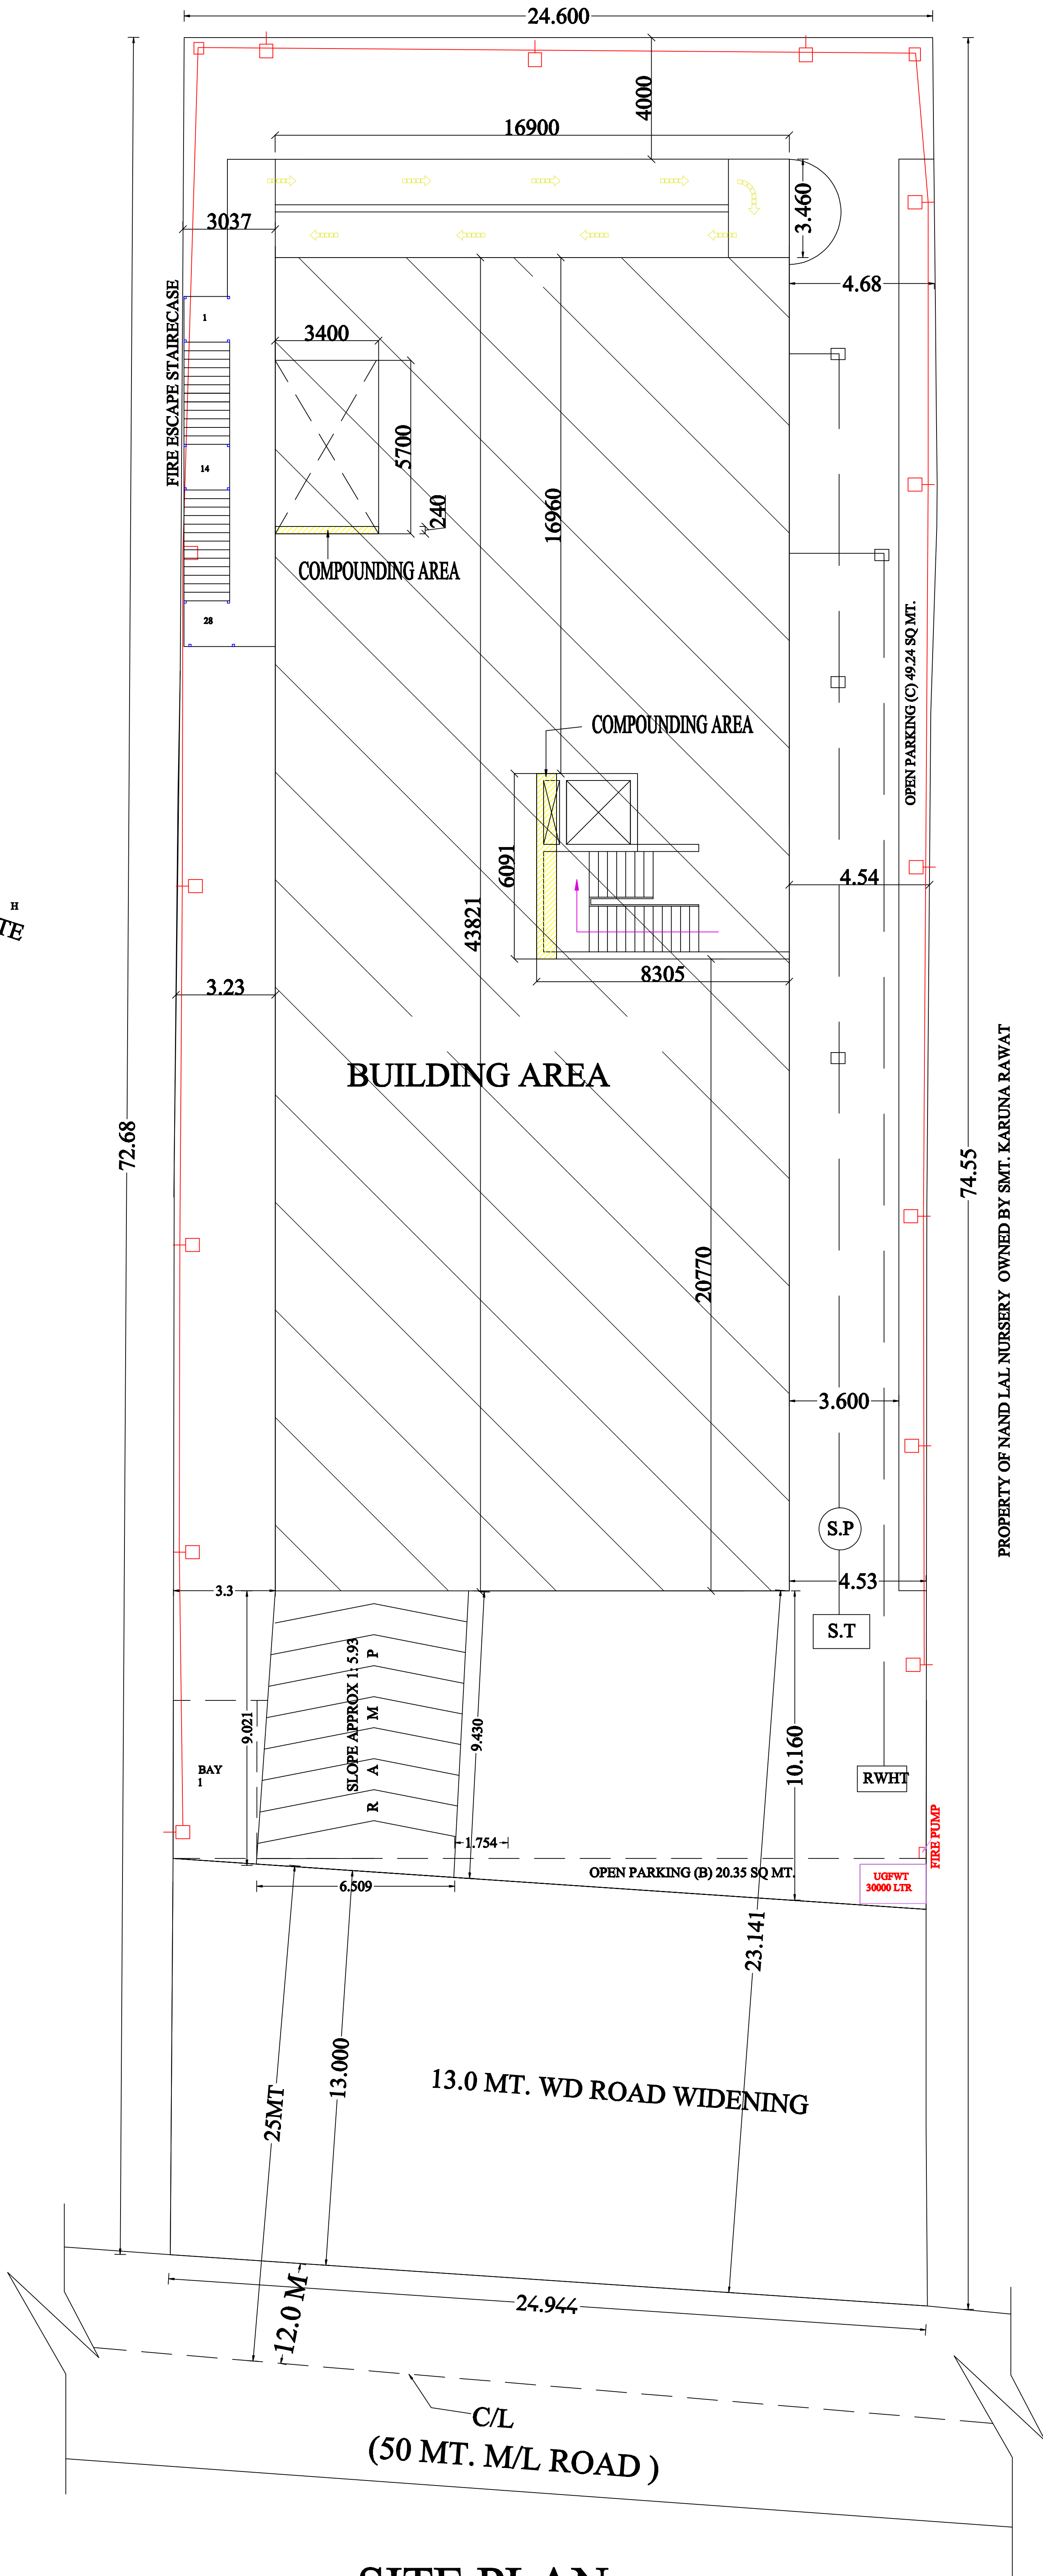 24.600
4000
16900
3037
3.460
4.68
FIRE ESCAPE STAIRECASE
1
3400
5700
14
240
16960
COMPOUNDING AREA
28
OPEN PARKING (C) 49.24 SQ MT.
COMPOUNDING AREA
6091
4.54
H
TE
43821
8305
3.23
BUILDING AREA
72.68
74.55
PROPERTY OF NAND LAL NURSERY OWNED BY SMT. KARUNA RAWAT
20770
3.600
S.P
4.53
3.3
S.T
SLOPE APPROX 1: 5.93
R A M P
9.021
9.430
10.160
BAY
1
RWHT
FIRE PUMP
1.754
OPEN PARKING (B) 20.35 SQ MT.
UGFWT
30000 LTR
6.509
23.141
13.000
25MT
13.0 MT. WD ROAD WIDENING
12.0 M
24.944
C/L
(50 MT. M/L ROAD )
SITE PLAN